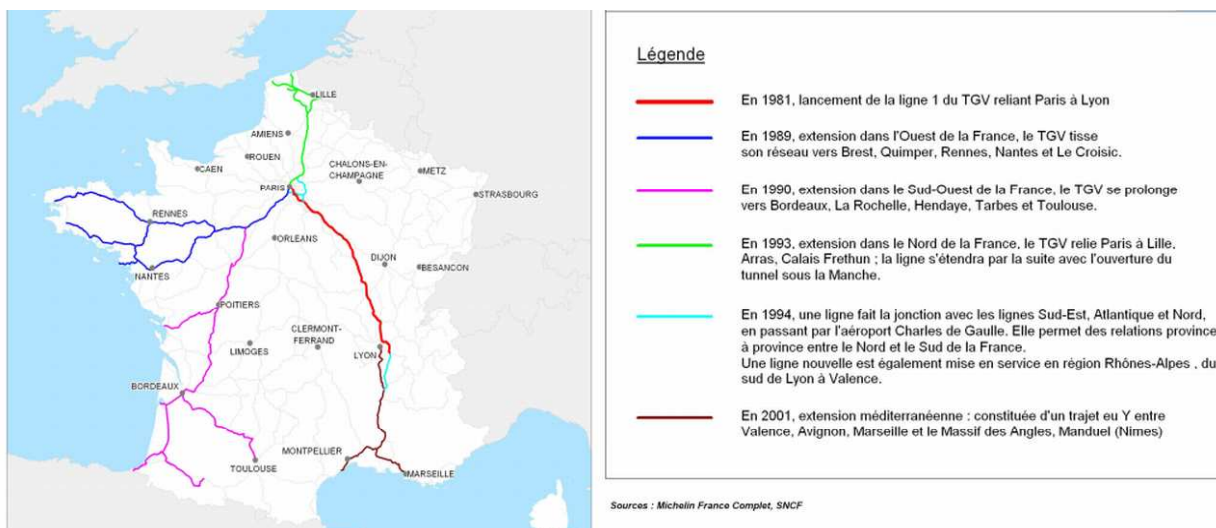 LILLE
AMIENS
ROUEN
CAEN
CHALONS-EN-
CHAMPAGNE
METZ
PARIS
STRASBOURG
RENNES
ORLEANS
DIJON
BESANCON
NANTES
POITIERS
CLERMONT-
FERRAND
LIMOGES
LYON
BORDEAUX
TOULOUSE
MONTPELLIER
MARSEILLE
Légende
En 1981, lancement de la ligne 1 du TGV reliant Paris à Lyon
En 1989, extension dans l'Ouest de la France, le TGV tisse
son réseau vers Brest, Quimper, Rennes, Nantes et Le Croisic.
En 1990, extension dans le Sud-Ouest de la France, le TGV se prolonge
vers Bordeaux, La Rochelle, Hendaye, Tarbes et Toulouse.
En 1993, extension dans le Nord de la France, le TGV relie Paris à Lille,
Arras, Calais Frethun ; la ligne s'étendra par la suite avec l'ouverture du
tunnel sous la Manche.
En 1994, une ligne fait la jonction avec les lignes Sud-Est, Atlantique et Nord,
en passant par l'aéroport Charles de Gaulle. Elle permet des relations province
à province entre le Nord et le Sud de la France.
Une ligne nouvelle est également mise en service en région Rhônes-Alpes , du
sud de Lyon à Valence.
En 2001, extension méditerranéenne : constituée d'un trajet eu Y entre
Valence, Avignon, Marseille et le Massif des Angles, Manduel (Nimes)
Sources : Michelin France Complet, SNCF